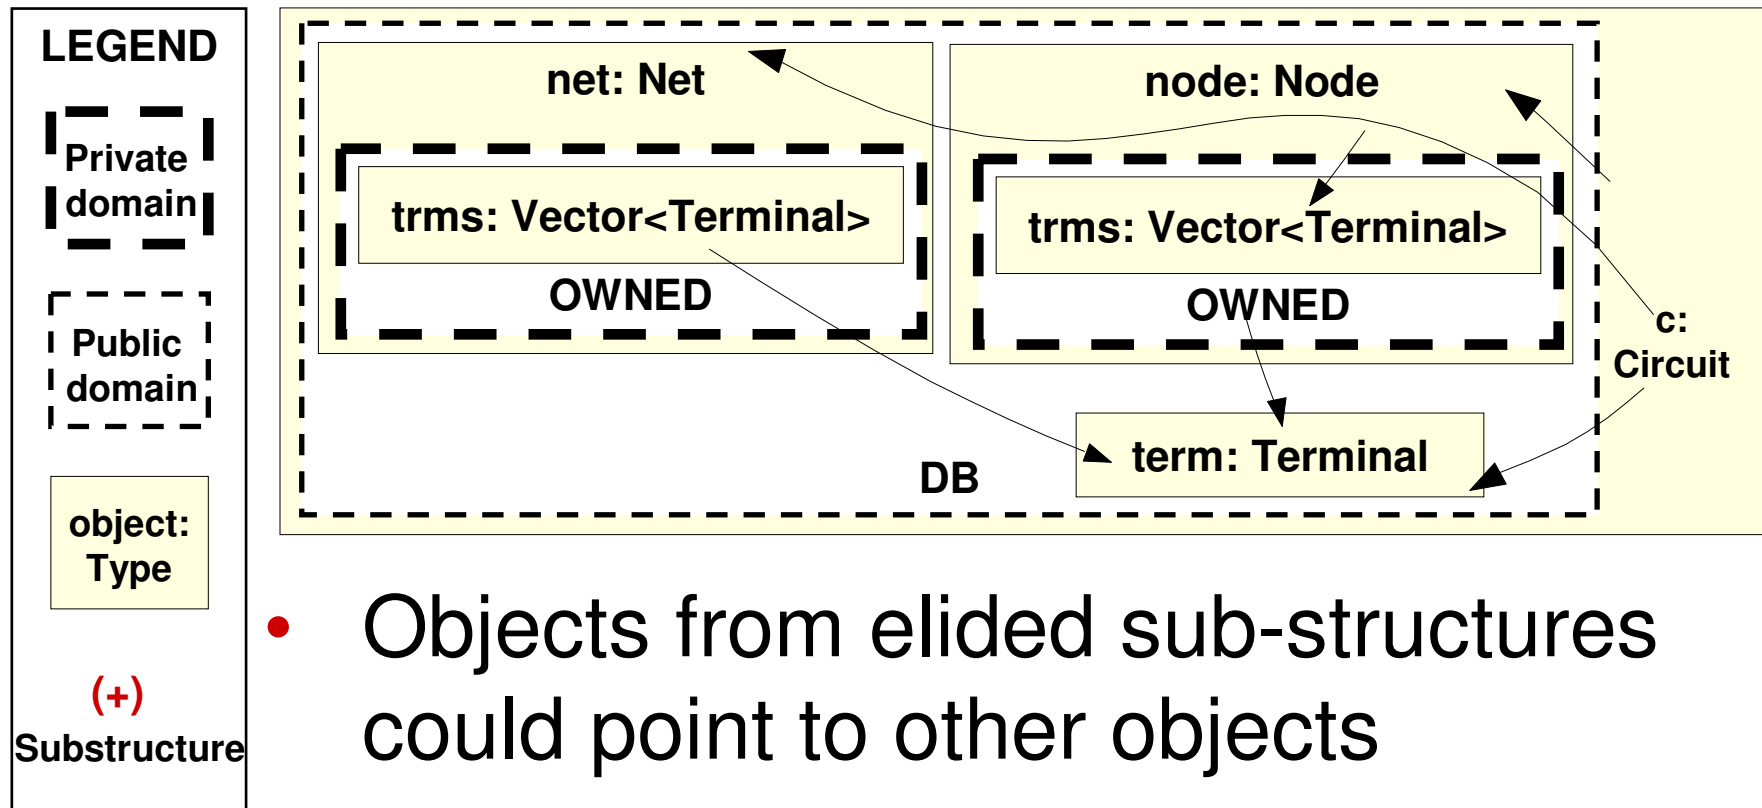 LEGEND
Private
domain
Public
domain
object:
Type
(+)
Substructure
net: Net
trms: Vector<Terminal>
OWNED
node: Node
trms: Vector<Terminal>
OWNED
term: Terminal
DB
c:
Circuit
• Objects from elided sub-structures
could point to other objects